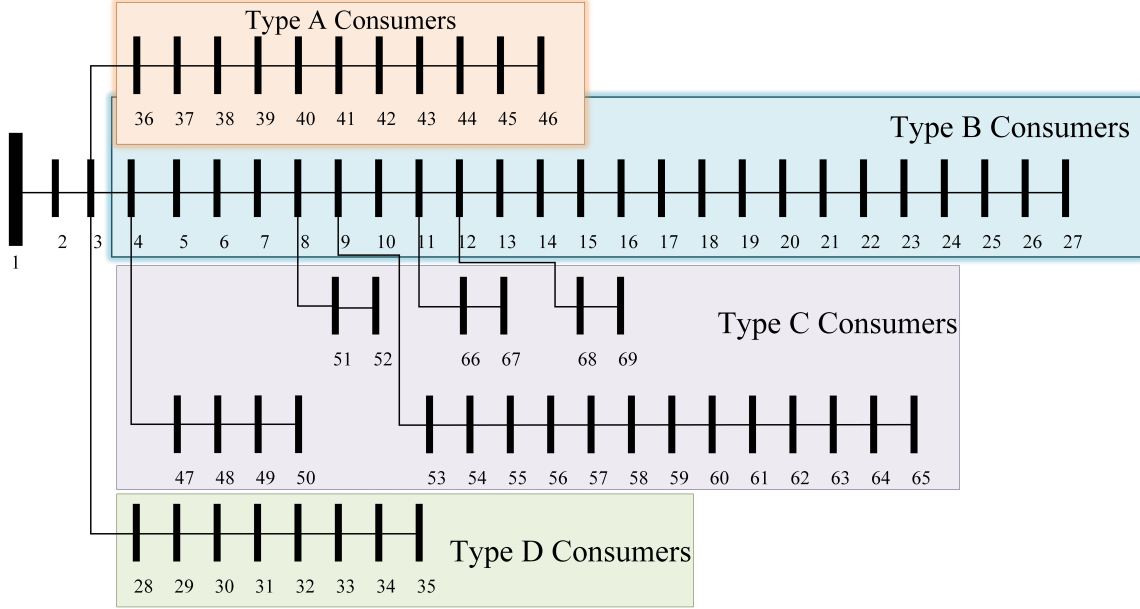 Type A Consumers
36 37 38 39 40 41 42 43 44 45 46
Type B Consumers
1
2 3 4 5 6 7 8 9 10 11 12 13 14 15 16 17 18 19 20 21 22 23 24 25 26 27
Type C Consumers
51 52 66 67 68 69
47 48 49 50 53 54 55 56 57 58 59 60 61 62 63 64 65
Type D Consumers
28 29 30 31 32 33 34 35